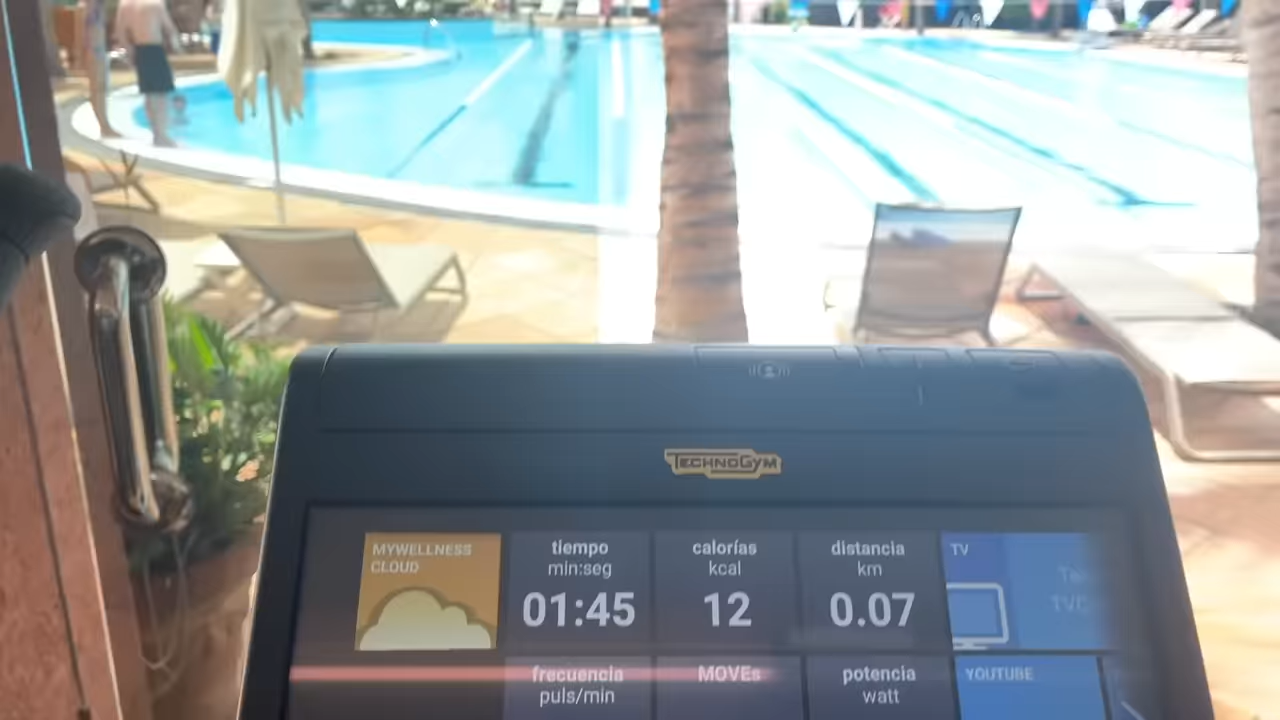 TECHNOGYM
MYWELLNESS
CLOUD
tiempo
min:seg
01:45
calorías
kcal
12
distancia
km
0.07
TV
frecuencia
puls/min
MOVEs
potencia
watt
YOUTUBE